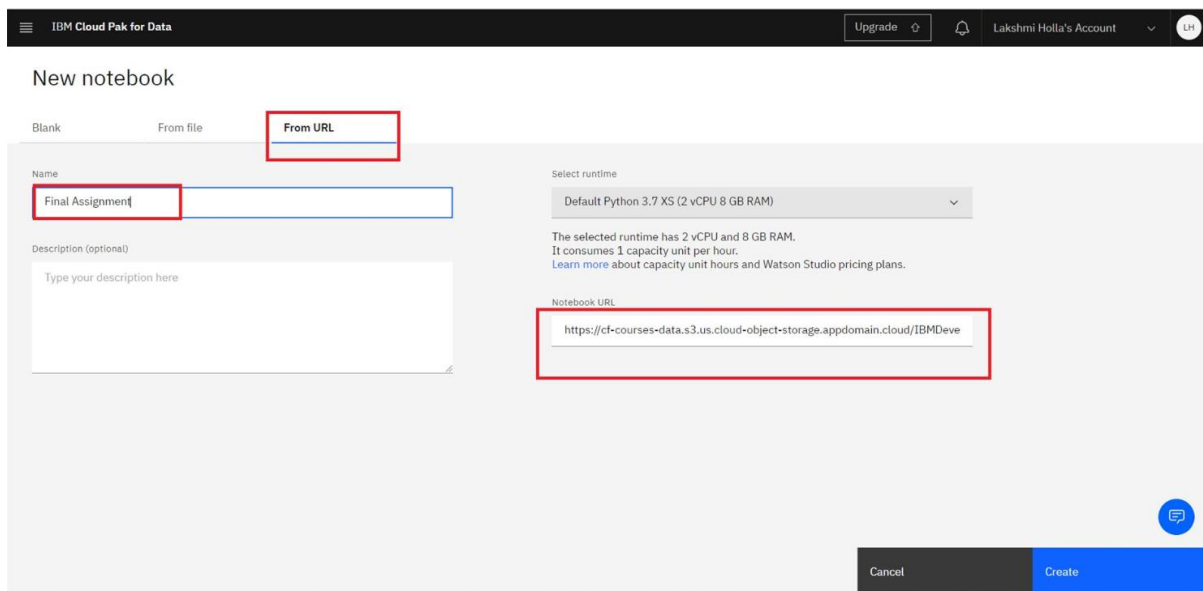 IBM Cloud Pak for Data
Upgrade
Lakshmi Holla's Account
LH
New notebook
Blank
From file
From URL
Name
Final Assignment
Description (optional)
Type your description here
Select runtime
Default Python 3.7 XS (2 vCPU 8 GB RAM)
The selected runtime has 2 vCPU and 8 GB RAM.
It consumes 1 capacity unit per hour.
Learn more about capacity unit hours and Watson Studio pricing plans.
Notebook URL
https://cf-courses-data.s3.us.cloud-object-storage.appdomain.cloud/IBMDeve
Cancel
Create